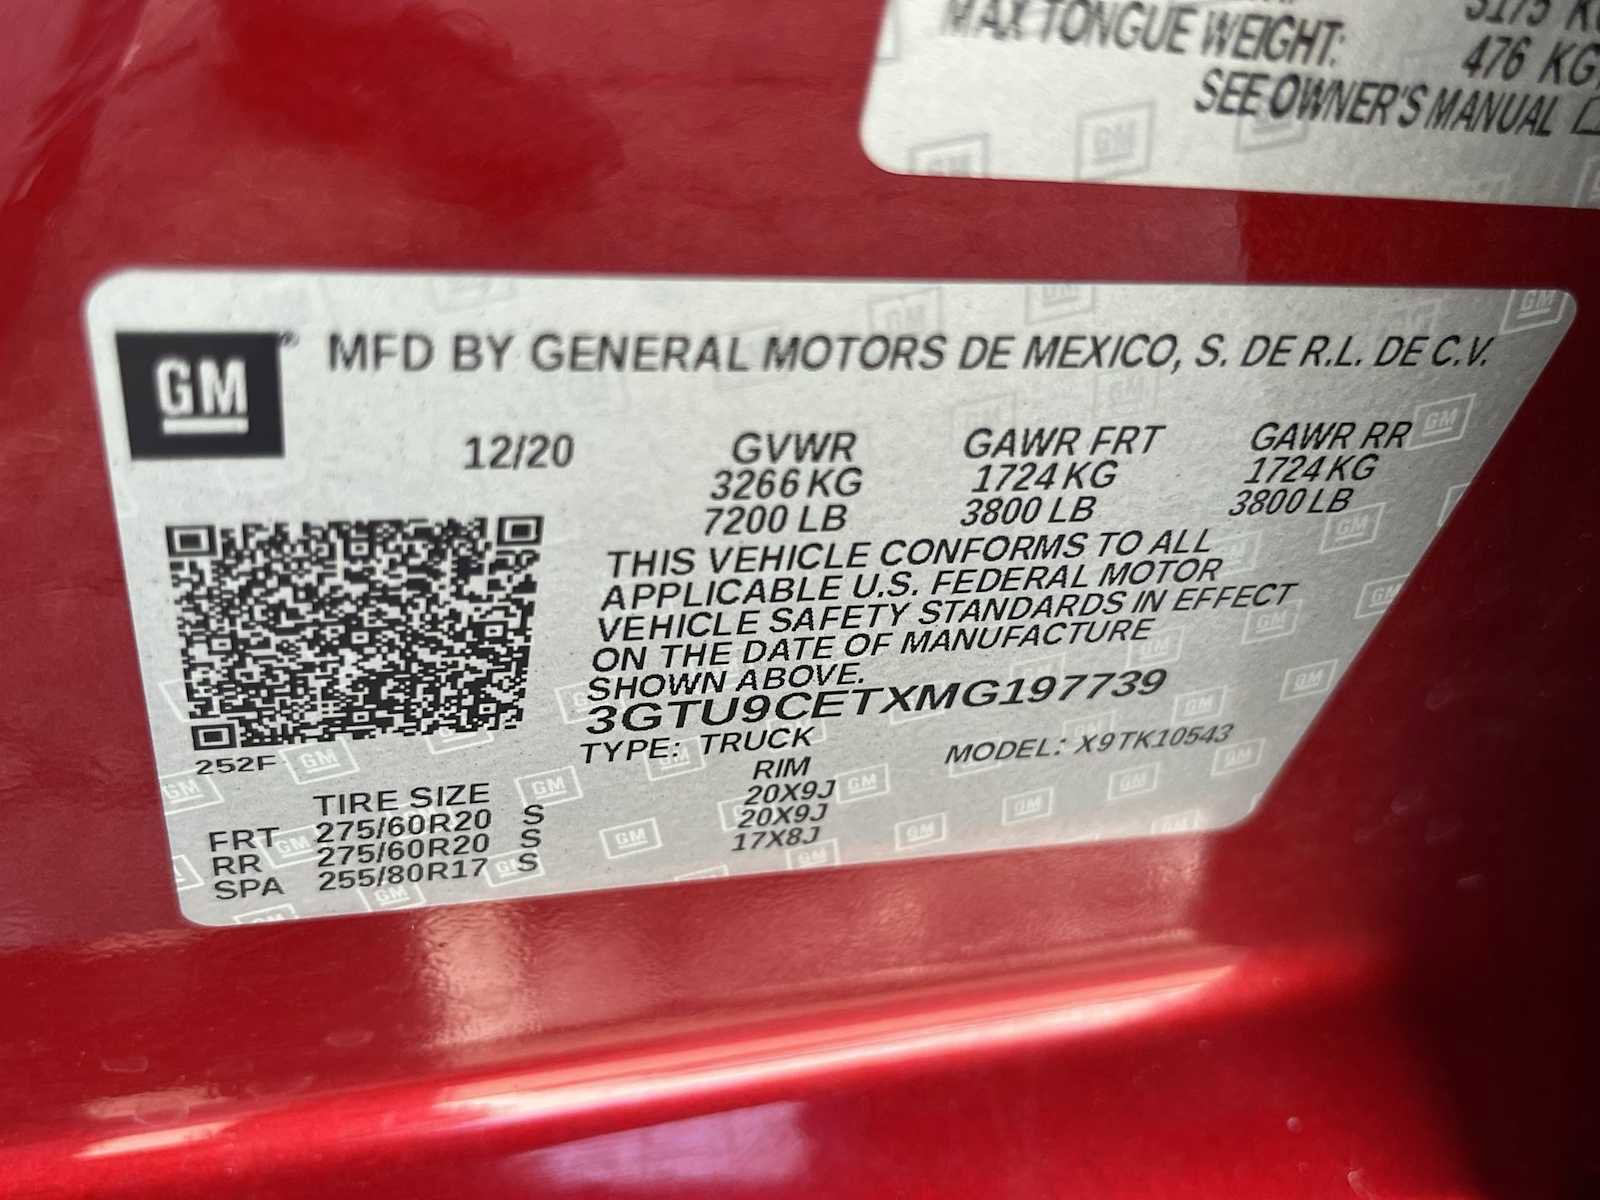 3175 KG
MAX TONGUE WEIGHT: 476 KG
SEE OWNER'S MANUAL
GM MFD BY GENERAL MOTORS DE MEXICO, S. DE R.L. DE C.V.
12/20 GVWR GAWR FRT GAWR RR
3266 KG 1724 KG 1724 KG
7200 LB 3800 LB 3800 LB
THIS VEHICLE CONFORMS TO ALL
APPLICABLE U.S. FEDERAL MOTOR
VEHICLE SAFETY STANDARDS IN EFFECT
ON THE DATE OF MANUFACTURE
SHOWN ABOVE.
3GTU9CETXMG197739
TYPE: TRUCK MODEL: X9TK10543
252F
TIRE SIZE RIM
FRT 275/60R20 S 20X9J
RR 275/60R20 S 20X9J
SPA 255/80R17 S 17X8J